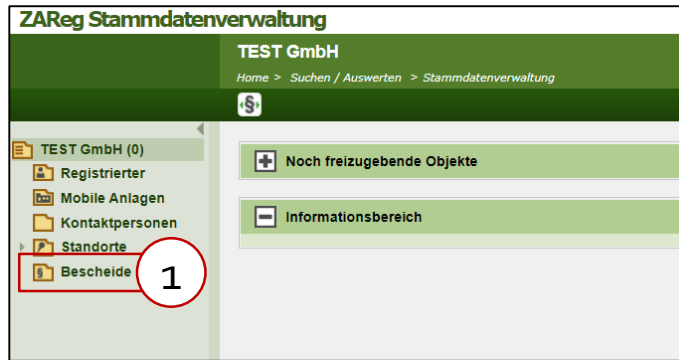 ZAReg Stammdatenverwaltung
TEST GmbH
Home > Suchen / Auswerten > Stammdatenverwaltung
§
TEST GmbH (0)
Registrierter
Mobile Anlagen
Kontaktpersonen
Standorte
§ Bescheide 1
Noch freizugebende Objekte
Informationsbereich